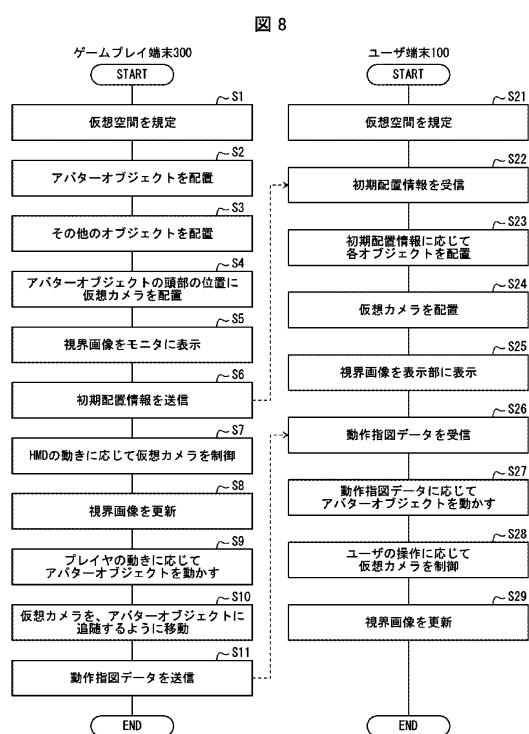 図 8
ゲームプレイ端末300
START
S1
仮想空間を規定
S2
アバターオブジェクトを配置
S3
その他のオブジェクトを配置
S4
アバターオブジェクトの頭部の位置に
仮想カメラを配置
S5
視界画像をモニタに表示
S6
初期配置情報を送信
S7
HMDの動きに応じて仮想カメラを制御
S8
視界画像を更新
S9
プレイヤの動きに応じて
アバターオブジェクトを動かす
S10
仮想カメラを、アバターオブジェクトに
追随するように移動
S11
動作指図データを送信
END
ユーザ端末100
START
S21
仮想空間を規定
S22
初期配置情報を受信
S23
初期配置情報に応じて
各オブジェクトを配置
S24
仮想カメラを配置
S25
視界画像を表示部に表示
S26
動作指図データを受信
S27
動作指図データに応じて
アバターオブジェクトを動かす
S28
ユーザの操作に応じて
仮想カメラを制御
S29
視界画像を更新
END